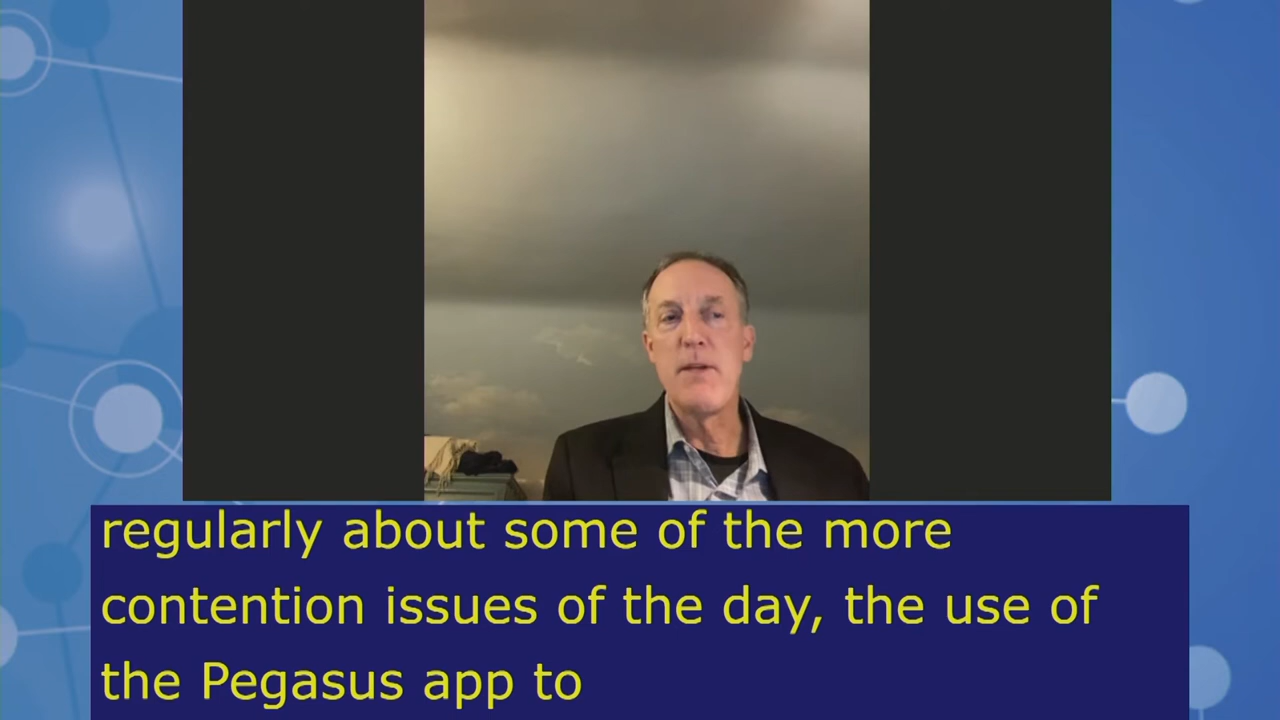 regularly about some of the more
contention issues of the day, the use of
the Pegasus app to